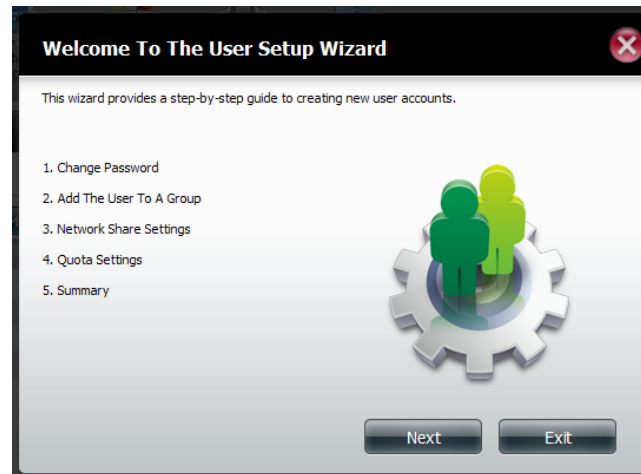 Welcome To The User Setup Wizard
This wizard provides a step-by-step guide to creating new user accounts.
1. Change Password
2. Add The User To A Group
3. Network Share Settings
4. Quota Settings
5. Summary
Next
Exit